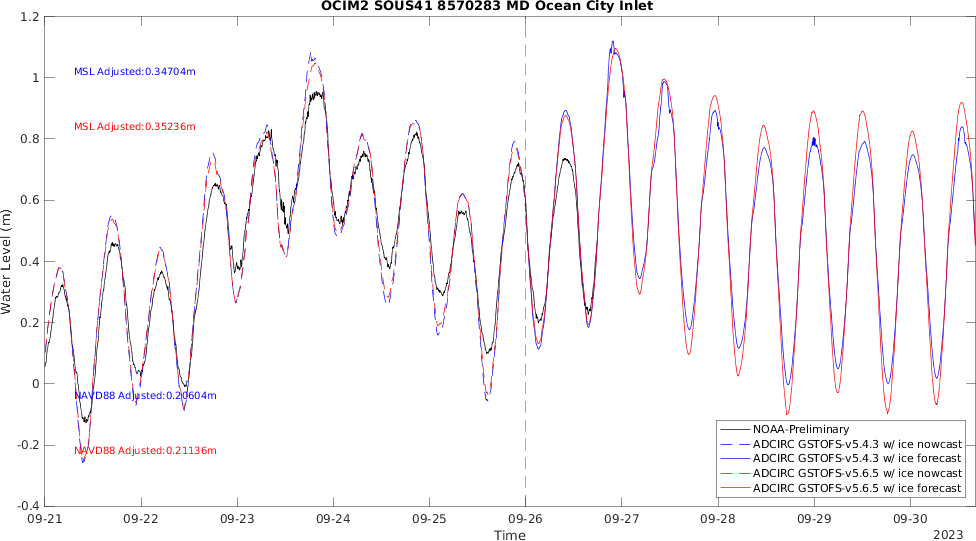 OCIM2 SOUS41 8570283 MD Ocean City Inlet
1.2
1
0.8
0.6
0.4
0.2
0
-0.2
-0.4
Water Level (m)
MSL Adjusted:0.34704m
MSL Adjusted:0.35236m
NAVD88 Adjusted:0.20604m
NAVD88 Adjusted:0.21136m
NOAA-Preliminary
ADCIRC GSTOFS-v5.4.3 w/ ice nowcast
ADCIRC GSTOFS-v5.4.3 w/ ice forecast
ADCIRC GSTOFS-v5.6.5 w/ ice nowcast
ADCIRC GSTOFS-v5.6.5 w/ ice forecast
09-21 09-22 09-23 09-24 09-25 09-26 09-27 09-28 09-29 09-30
Time
2023